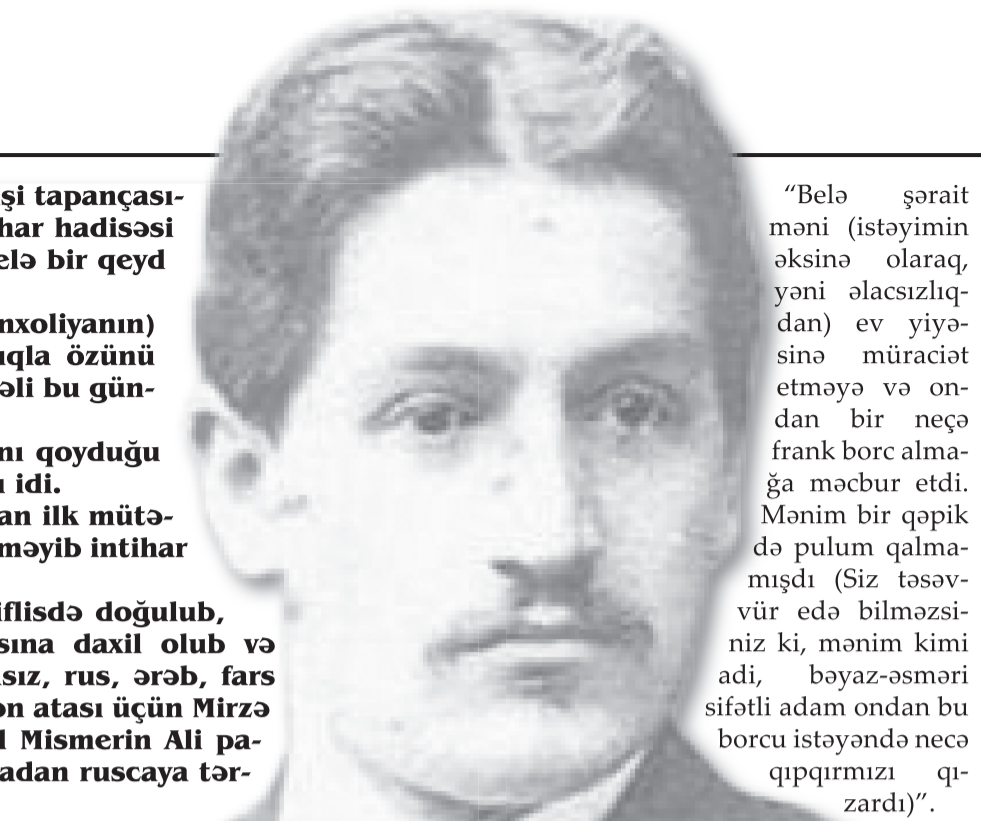 şi tapançası-
har hadisəsi
elə bir qeyd
nxoliyanın)
ıqla özünü
əli bu gün-
nı qoyduğu
ı idi.
an ilk mütə-
məyib intihar
iflisdə doğulub,
sına daxil olub və
sız, rus, ərəb, fars
on atası üçün Mirzə
l Mismerin Ali pa-
adan ruscaya tər-
“Belə şərait
məni (istəyimin
əksinə olaraq,
yəni əlacsızlıq-
dan) ev yiyə-
sinə müraciət
etməyə və on-
dan bir neçə
frank borc alma-
ğa məcbur etdi.
Mənim bir qəpik
də pulum qalma-
mışdı (Siz təsəv-
vür edə bilməzsi-
niz ki, mənim kimi
adi, bəyaz-əsməri
sifətli adam ondan bu
borcu istəyəndə necə
qıpqırmızı qı-
zardı)”.